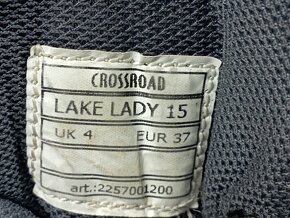 CROSSROAD
LAKE LADY 15
UK 4 EUR 37
art.:2257001200